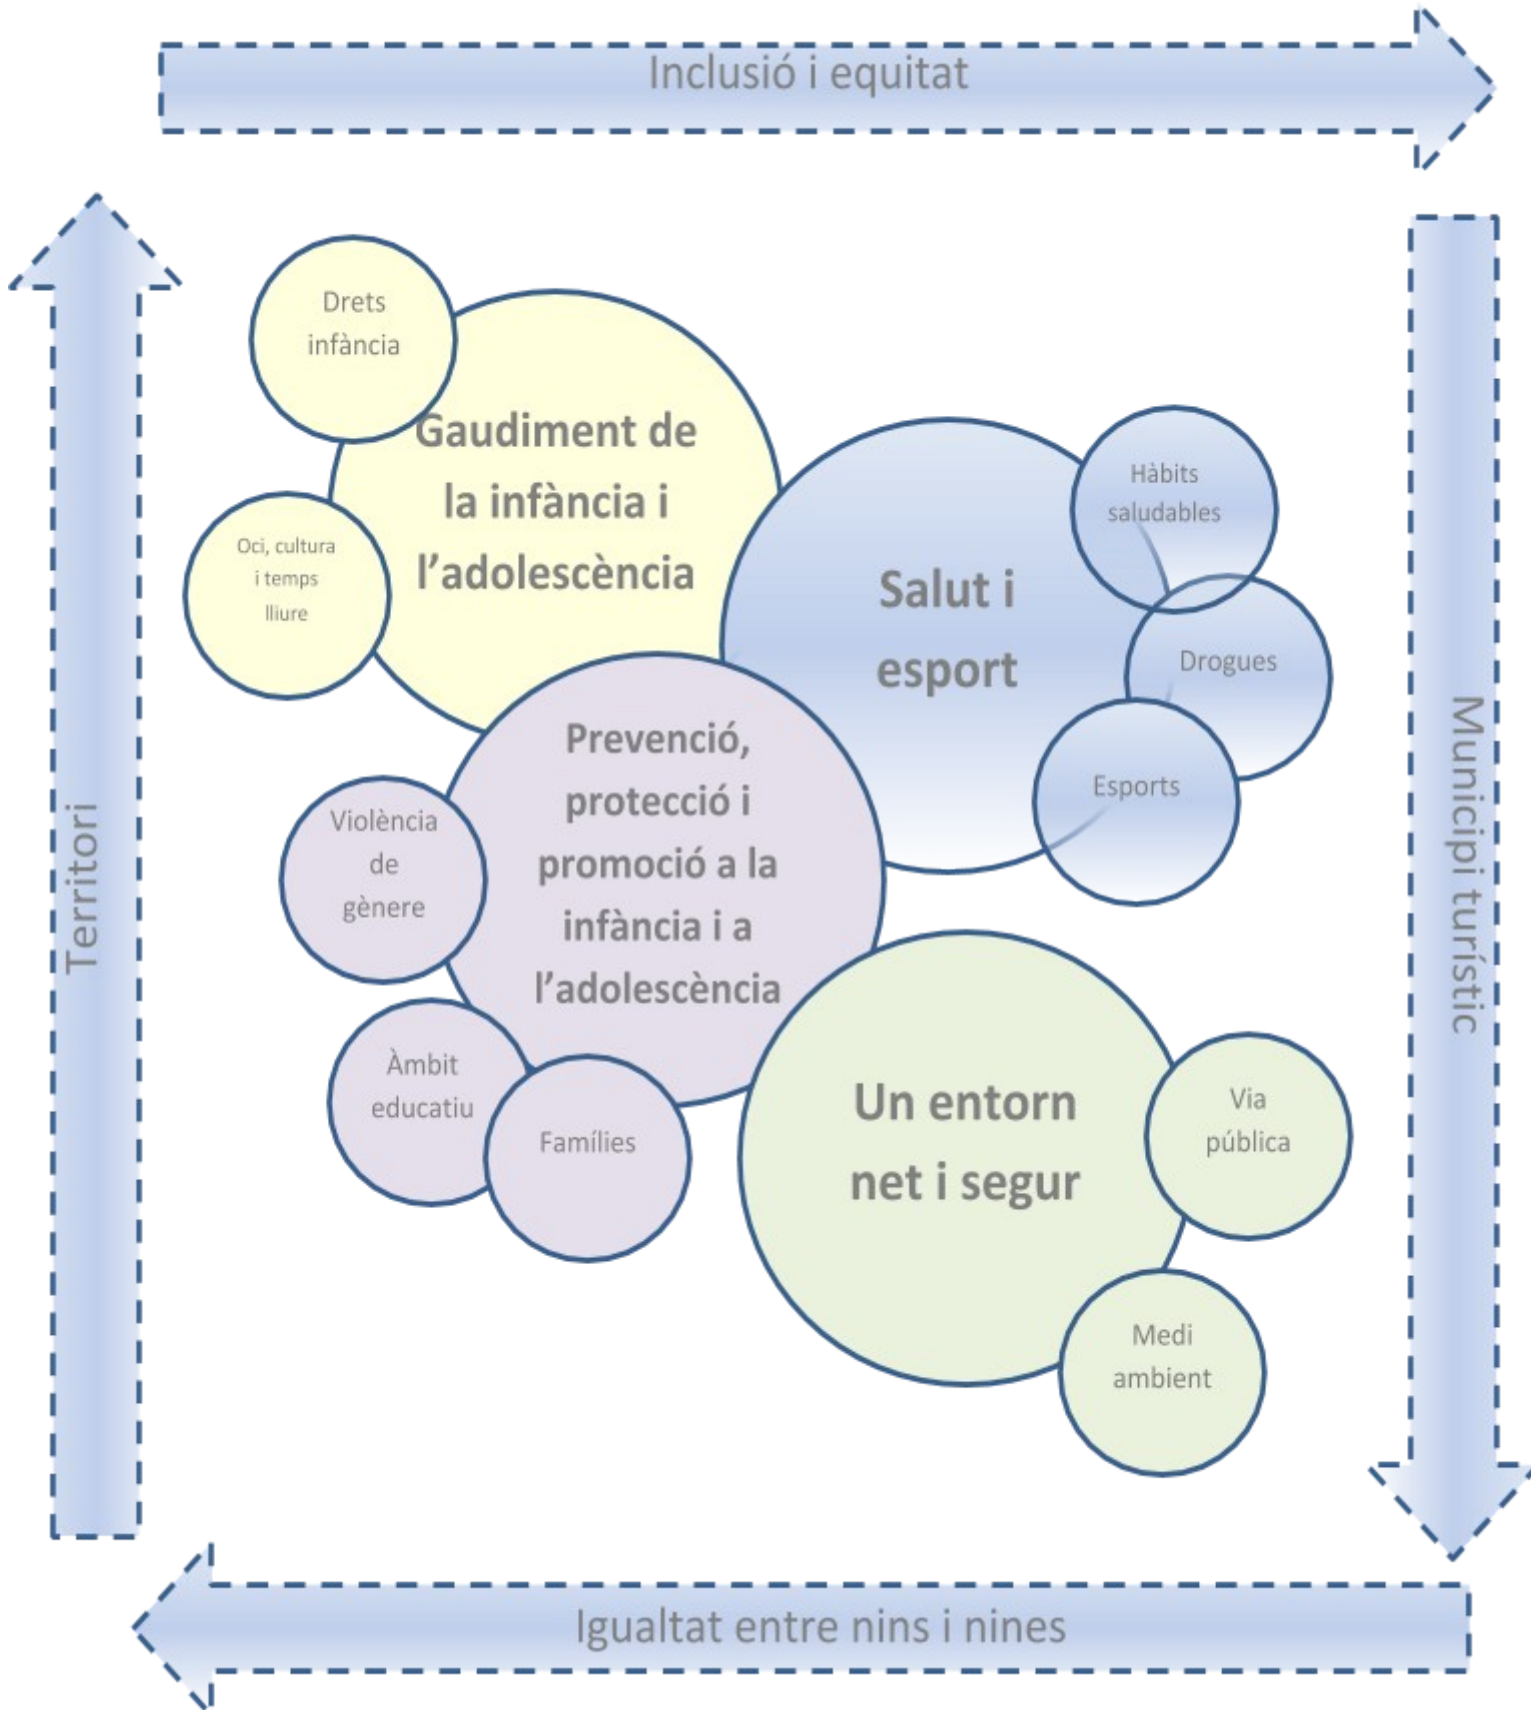 Inclusió i equitat
Drets
infància
Gaudiment de
la infància i
l’adolescència
Oci, cultura
i temps
lliure
Salut i
esport
Hàbits
saludables
Drogues
Esports
Prevenció,
protecció i
promoció a la
infància i a
l’adolescència
Violència
de
gènere
Àmbit
educatiu
Famílies
Un entorn
net i segur
Via
pública
Medi
ambient
Municipi turístic
Igualtat entre nins i nines
Territori